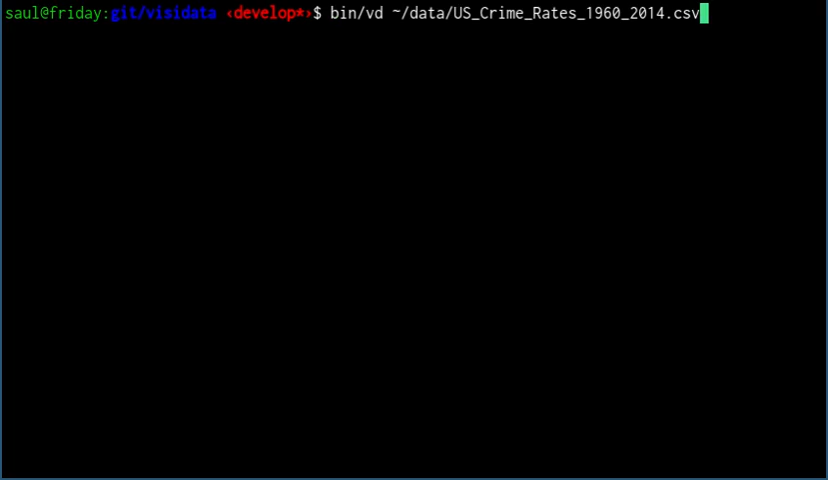 saul@friday:git/visidata ‹develop*›$ bin/vd ~/data/US_Crime_Rates_1960_2014.csv